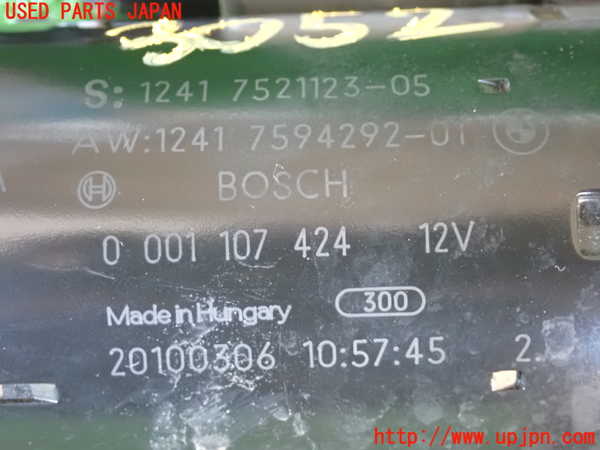 USED PARTS JAPAN
3052
S: 1241 7521123-05
AW:1241 7594292-01
BOSCH
0 001 107 424 12V
Made in Hungary 300
20100306 10:57:45 2.
http://www.upjpn.com